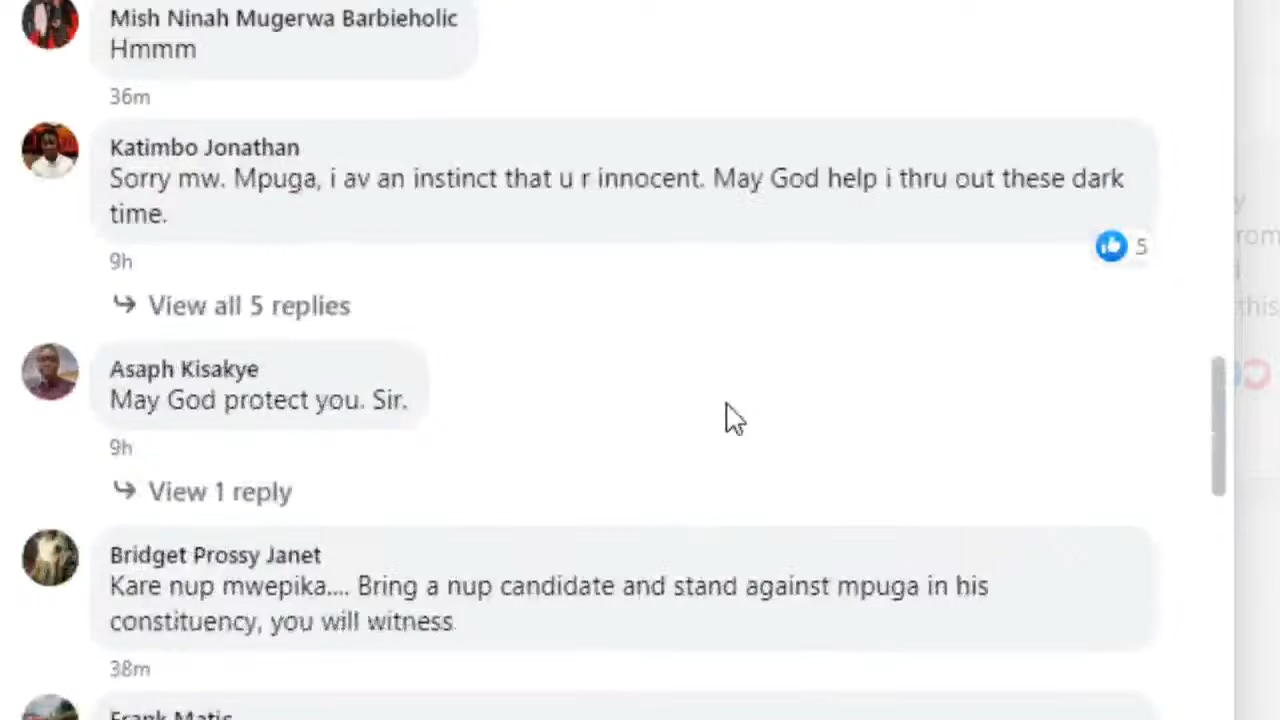 Mish Ninah Mugerwa Barbieholic
Hmmm
36m
Katimbo Jonathan
Sorry mw. Mpuga, i av an instinct that u r innocent. May God help i thru out these dark
time.
5
9h
View all 5 replies
Asaph Kisakye
May God protect you. Sir.
9h
View 1 reply
Bridget Prossy Janet
Kare nup mwepika.... Bring a nup candidate and stand against mpuga in his
constituency, you will witness
38m
Frank Matis
this